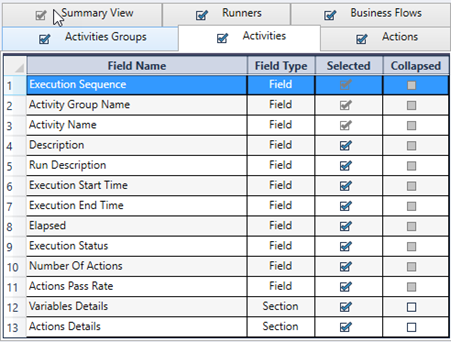 Summary View Runners Business Flows
Activities Groups Activities Actions
Field Name Field Type Selected Collapsed
1 Execution Sequence Field
2 Activity Group Name Field
3 Activity Name Field
4 Description Field
5 Run Description Field
6 Execution Start Time Field
7 Execution End Time Field
8 Elapsed Field
9 Execution Status Field
10 Number Of Actions Field
11 Actions Pass Rate Field
12 Variables Details Section
13 Actions Details Section